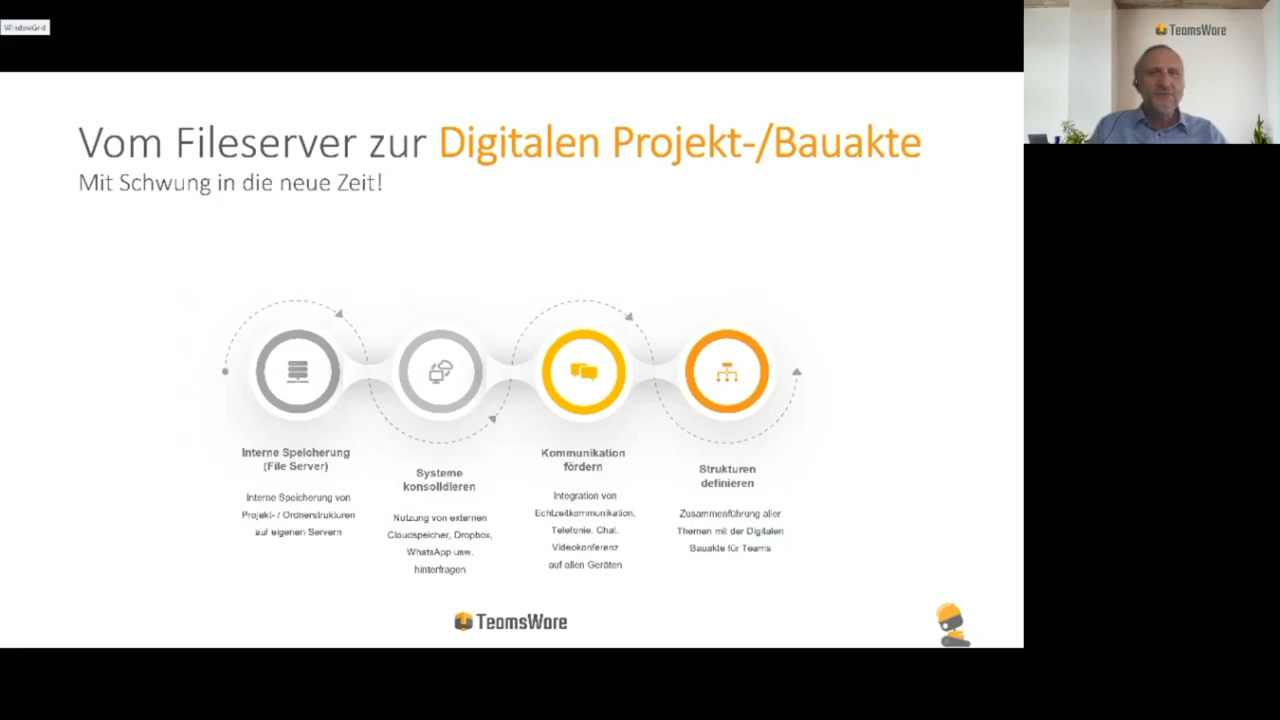 WindowGrid
TeamsWare
Vom Fileserver zur Digitalen Projekt-/Bauakte
Mit Schwung in die neue Zeit!
Interne Speicherung
(File Server)
Interne Speicherung von
Projekt- / Ordnerstrukturen
auf eigenen Servern
Systeme
konsolidieren
Nutzung von externen
Cloudspeicher, Dropbox,
WhatsApp usw.
hinterfragen
Kommunikation
fördern
Integration von
Echtzeitkommunikation,
Telefonie, Chat,
Videokonferenz
auf allen Geräten
Strukturen
definieren
Zusammenführung aller
Themen mit der Digitalen
Bauakte für Teams
TeamsWare